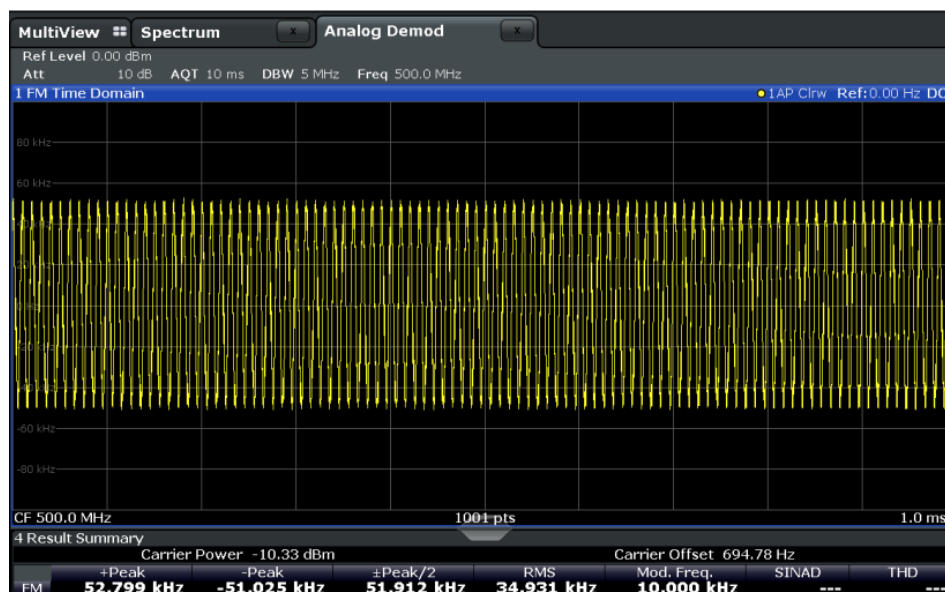 MultiView Spectrum x Analog Demod x
Ref Level 0.00 dBm
Att 10 dB AQT 10 ms DBW 5 MHz Freq 500.0 MHz
1 FM Time Domain 1AP Clrw Ref:0.00 Hz DC
80 kHz
60 kHz
-60 kHz
-80 kHz
CF 500.0 MHz 1001 pts 1.0 ms
4 Result Summary
Carrier Power -10.33 dBm Carrier Offset 694.78 Hz
+Peak -Peak ±Peak/2 RMS Mod. Freq. SINAD THD
FM 52.799 kHz -51.025 kHz 51.912 kHz 34.931 kHz 10.000 kHz --- ---